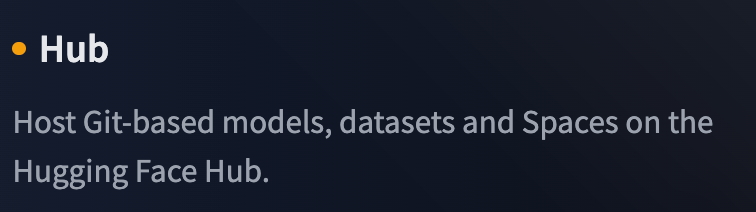 Hub
Host Git-based models, datasets and Spaces on the
Hugging Face Hub.